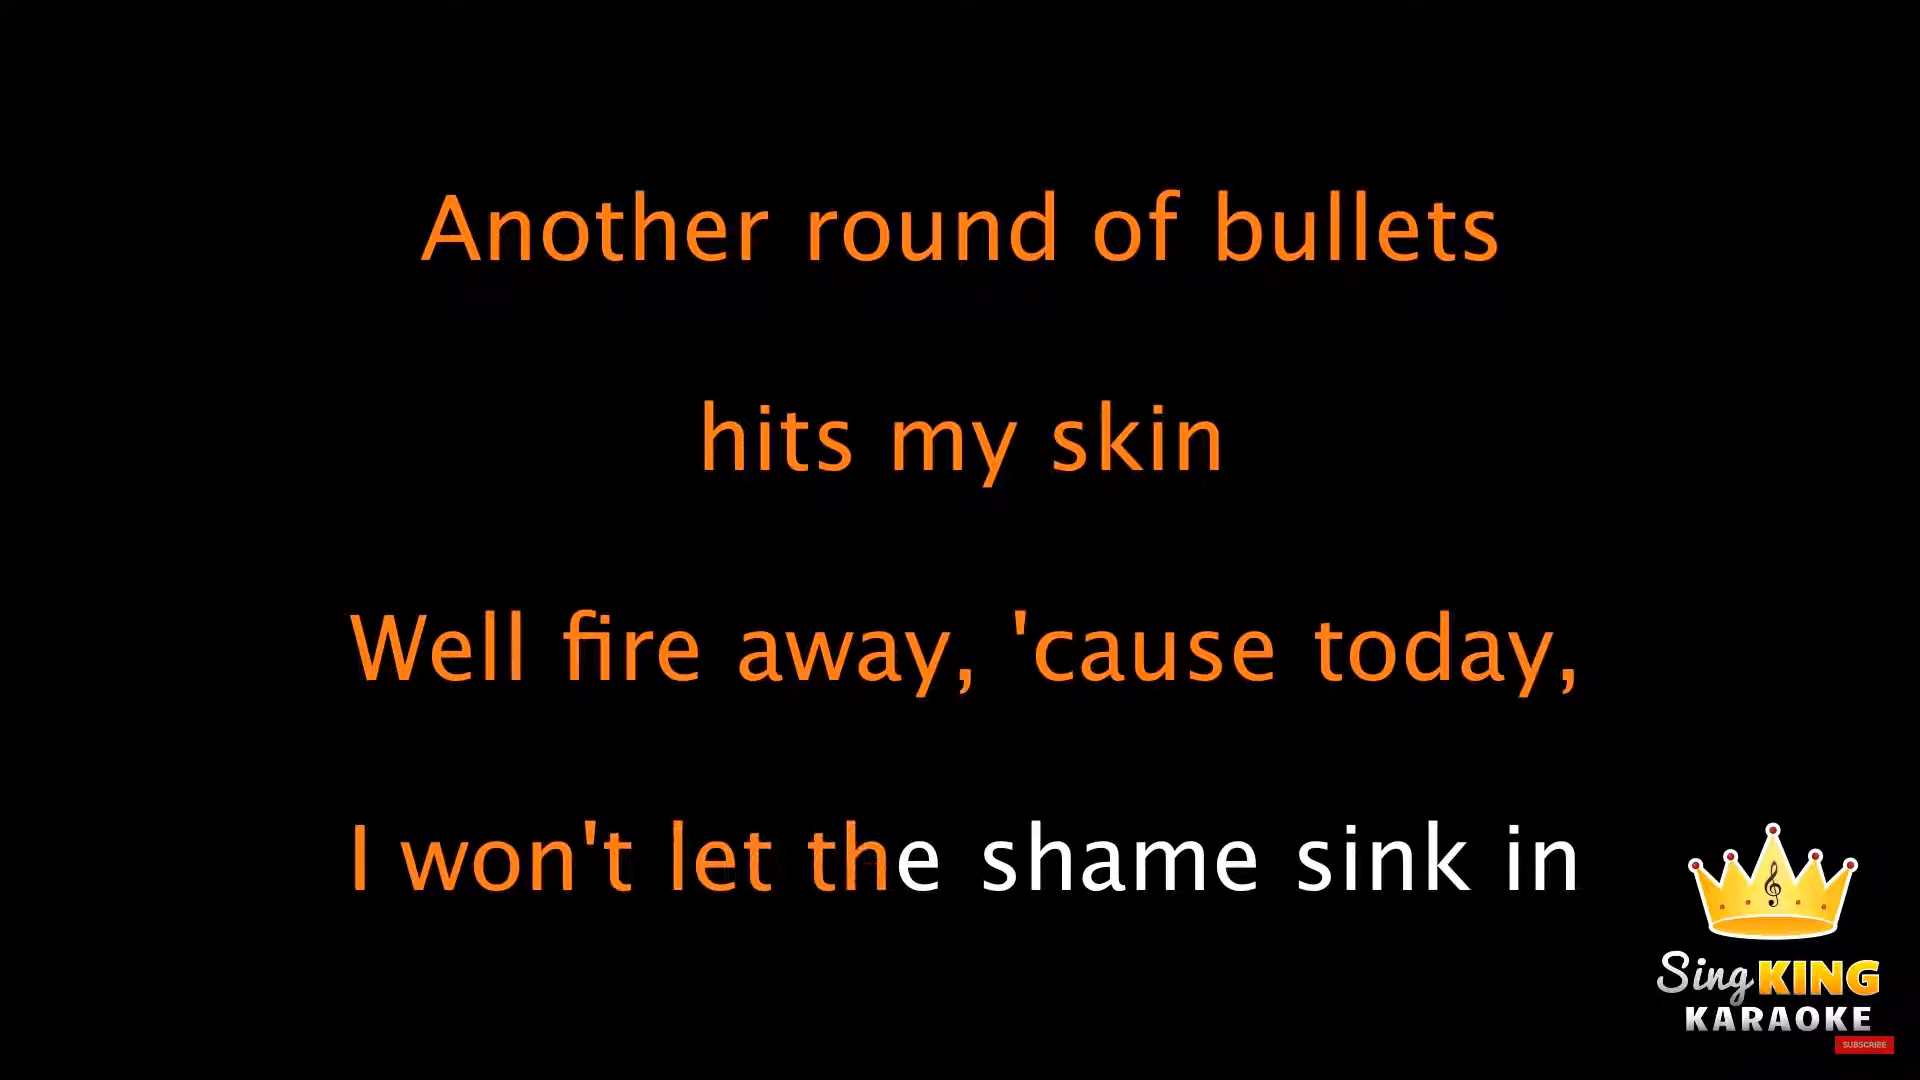 Another round of bullets
hits my skin
Well fire away, 'cause today,
I won't let the shame sink in
Sing KING
KARAOKE
SUBSCRIBE